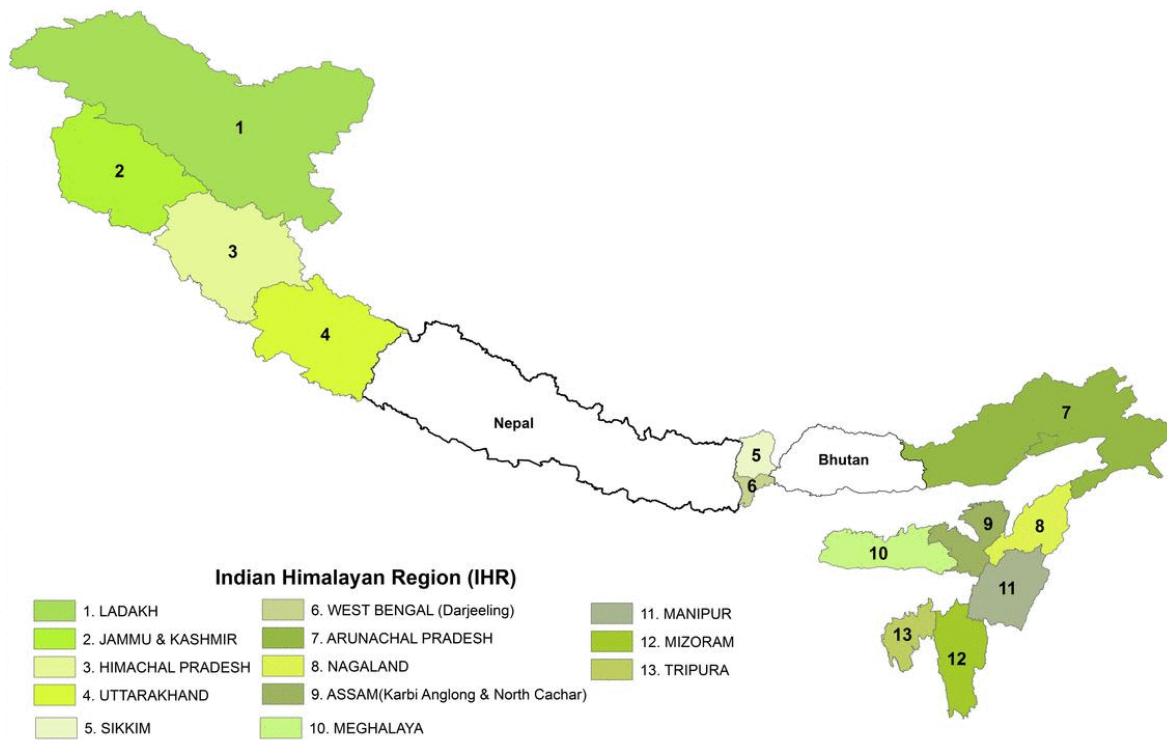 1
2
3
4
Nepal
5
6
Bhutan
7
8
9
10
11
12
13
Indian Himalayan Region (IHR)
1. LADAKH
2. JAMMU & KASHMIR
3. HIMACHAL PRADESH
4. UTTARAKHAND
5. SIKKIM
6. WEST BENGAL (Darjeeling)
7. ARUNACHAL PRADESH
8. NAGALAND
9. ASSAM(Karbi Anglong & North Cachar)
10. MEGHALAYA
11. MANIPUR
12. MIZORAM
13. TRIPURA